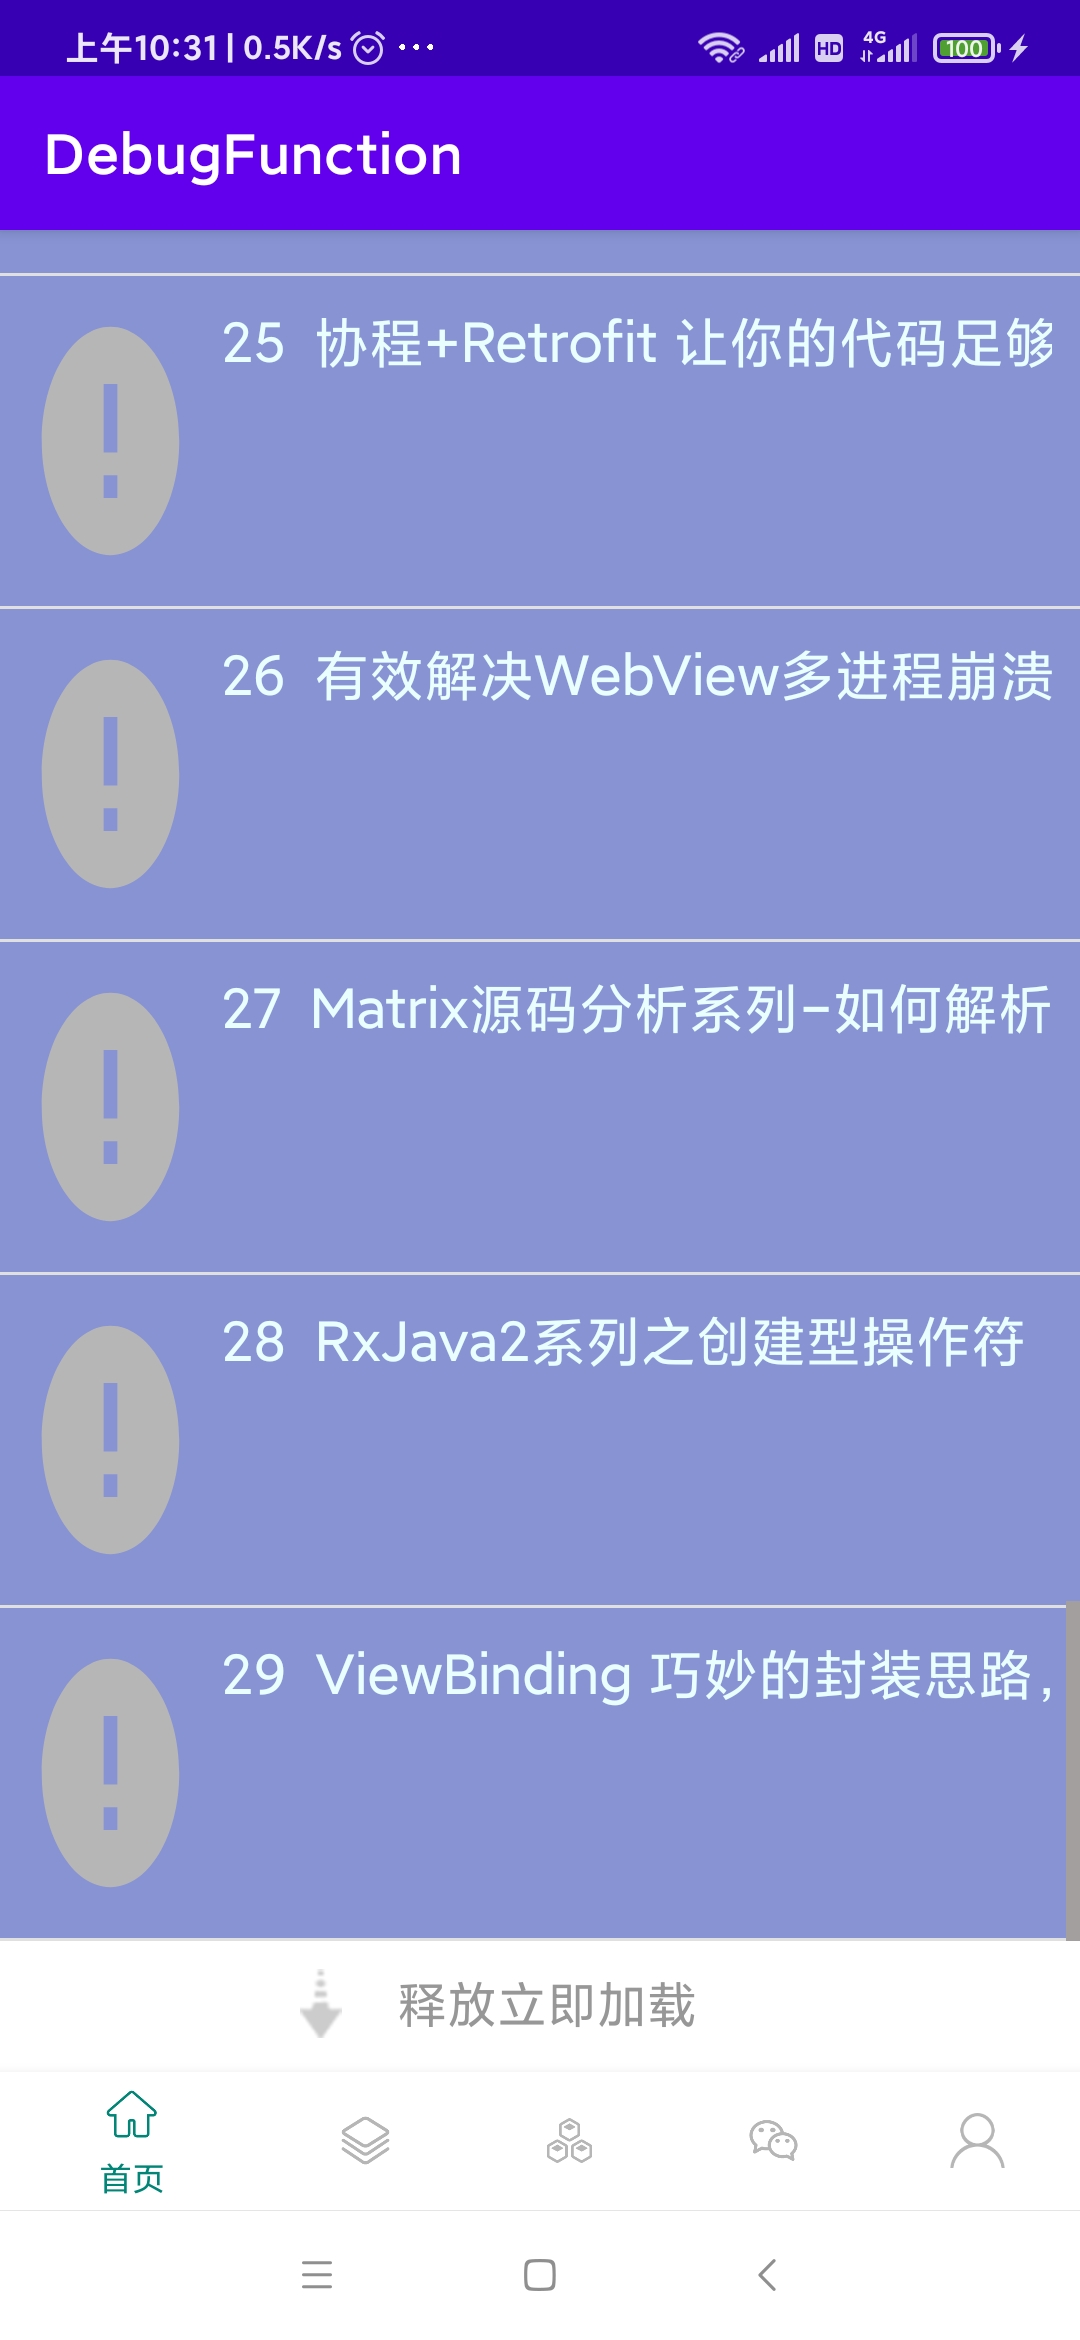 上午10:31 | 0.5K/s ...
HD 4G 100
DebugFunction
25 协程+Retrofit 让你的代码足够
26 有效解决WebView多进程崩溃
27 Matrix源码分析系列-如何解析
28 RxJava2系列之创建型操作符
29 ViewBinding 巧妙的封装思路，
释放立即加载
首页